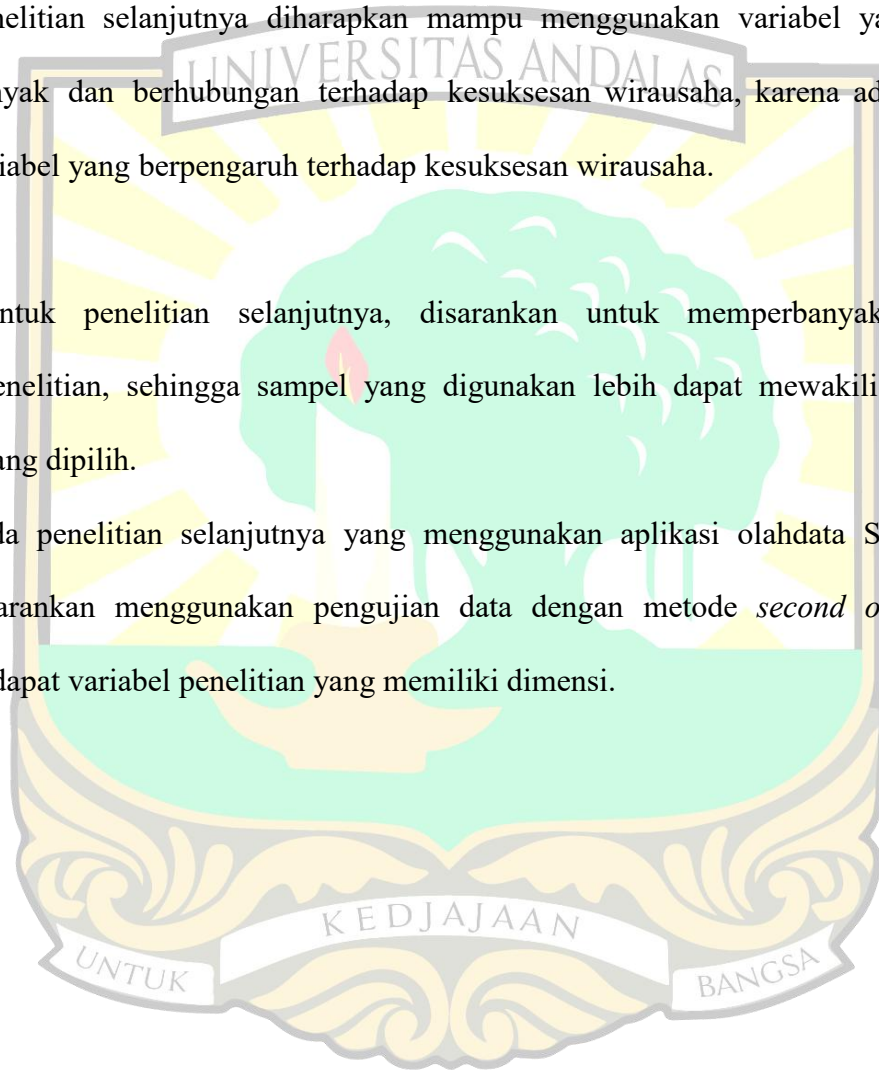 nelitian selanjutnya diharapkan mampu menggunakan variabel ya
UNIVERSITAS ANDALAS
nyak dan berhubungan terhadap kesuksesan wirausaha, karena ad
riabel yang berpengaruh terhadap kesuksesan wirausaha.
ntuk penelitian selanjutnya, disarankan untuk memperbanyak
enelitian, sehingga sampel yang digunakan lebih dapat mewakili
ang dipilih.
da penelitian selanjutnya yang menggunakan aplikasi olahdata S
arankan menggunakan pengujian data dengan metode second o
dapat variabel penelitian yang memiliki dimensi.
UNTUK KEDJAJAAN BANGSA